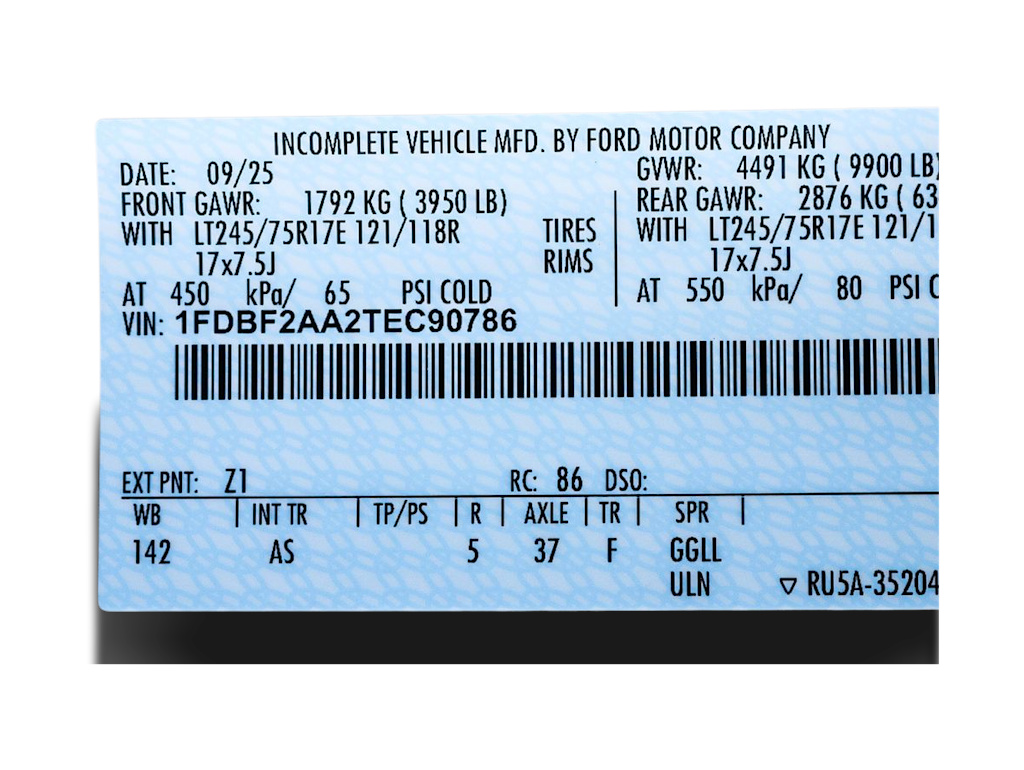 INCOMPLETE VEHICLE MFD. BY FORD MOTOR COMPANY
DATE: 09/25 GVWR: 4491 KG ( 9900 LB)
FRONT GAWR: 1792 KG ( 3950 LB) REAR GAWR: 2876 KG ( 63
WITH LT245/75R17E 121/118R TIRES WITH LT245/75R17E 121/1
17x7.5J RIMS 17x7.5J
AT 450 kPa/ 65 PSI COLD AT 550 kPa/ 80 PSI C
VIN: 1FDBF2AA2TEC90786
EXT PNT: Z1 RC: 86 DSO:
WB | INT TR | TP/PS | R | AXLE | TR | SPR |
142 AS 5 37 F GGLL
ULN ▽ RU5A-35204